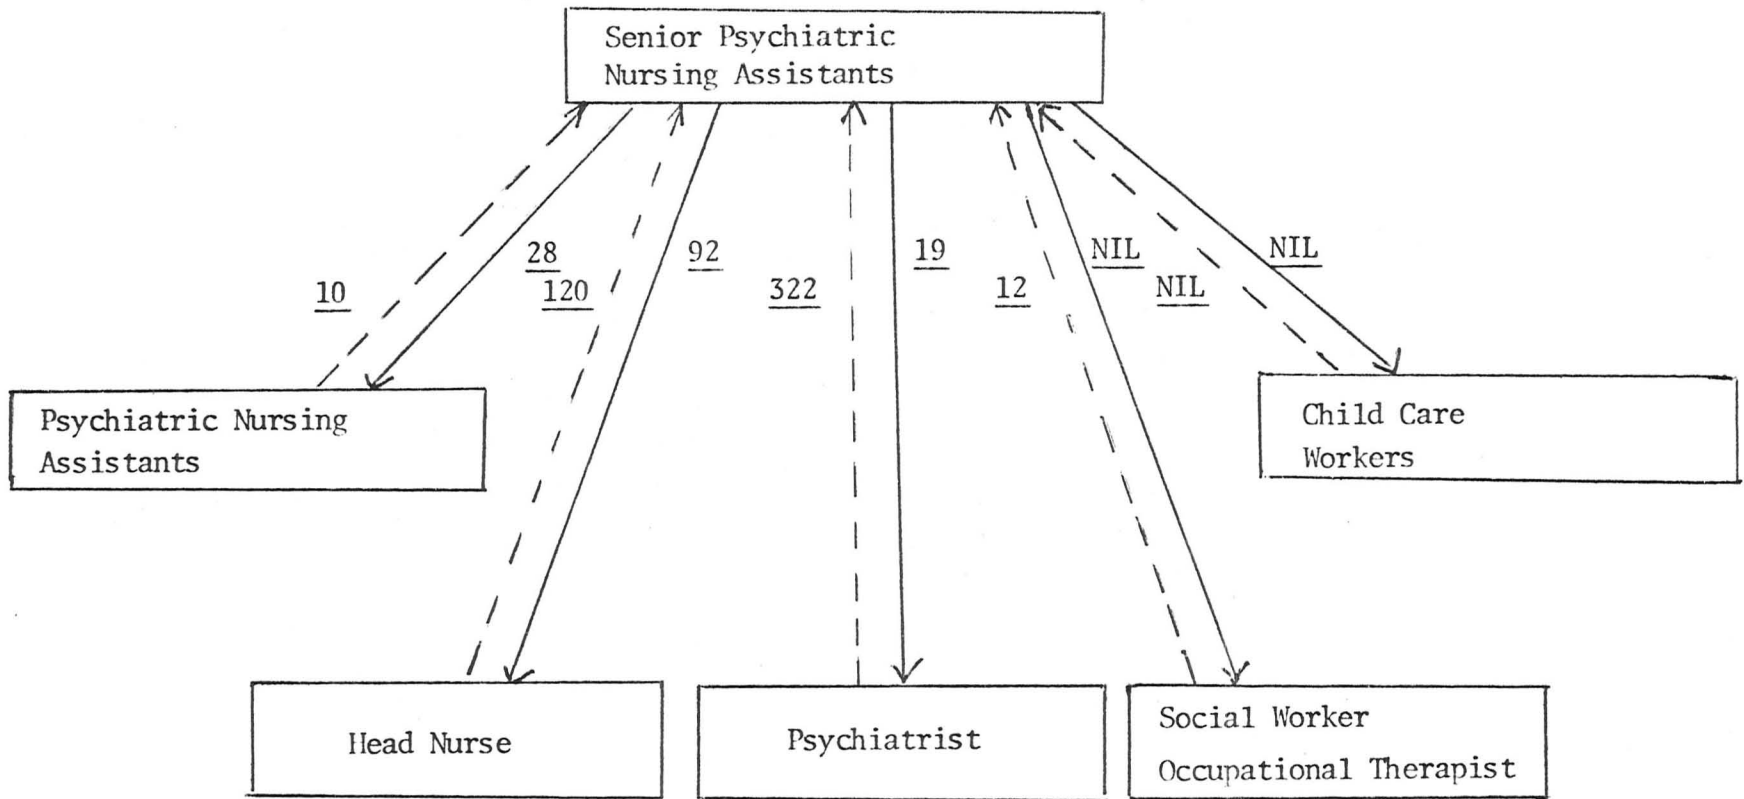 Senior Psychiatric
Nursing Assistants
28
92
19
NIL
NIL
10
120
322
12
NIL
Psychiatric Nursing
Assistants
Child Care
Workers
Head Nurse
Psychiatrist
Social Worker
Occupational Therapist